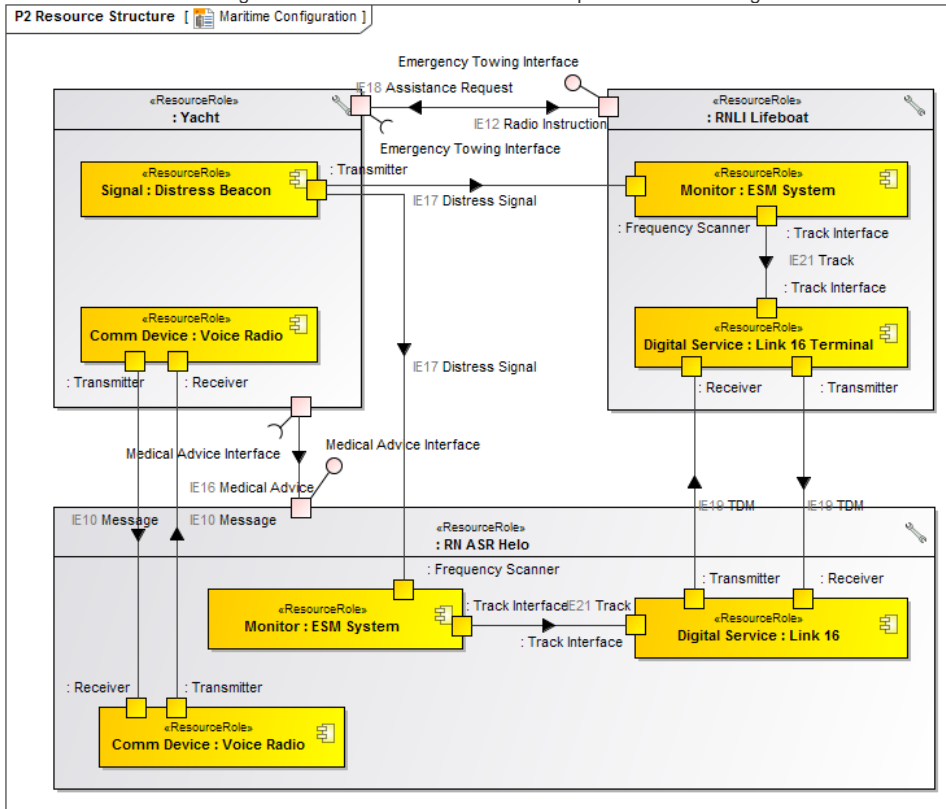 P2 Resource Structure [ Maritime Configuration ]
Emergency Towing Interface
IE18 Assistance Request
«ResourceRole»
: Yacht
«ResourceRole»
: RNLI Lifeboat
IE12 Radio Instruction
Emergency Towing Interface
: Transmitter
«ResourceRole»
Signal : Distress Beacon
«ResourceRole»
Monitor : ESM System
IE17 Distress Signal
: Frequency Scanner
: Track Interface
IE21 Track
: Track Interface
«ResourceRole»
Comm Device : Voice Radio
«ResourceRole»
Digital Service : Link 16 Terminal
IE17 Distress Signal
: Transmitter
: Receiver
: Receiver
: Transmitter
Medical Advice Interface
Medical Advice Interface
IE16 Medical Advice
IE19 TDM
IE19 TDM
IE10 Message
IE10 Message
«ResourceRole»
: RN ASR Helo
: Frequency Scanner
: Transmitter
: Receiver
«ResourceRole»
Monitor : ESM System
: Track Interface
IE21 Track
: Track Interface
«ResourceRole»
Digital Service : Link 16
: Receiver
: Transmitter
«ResourceRole»
Comm Device : Voice Radio